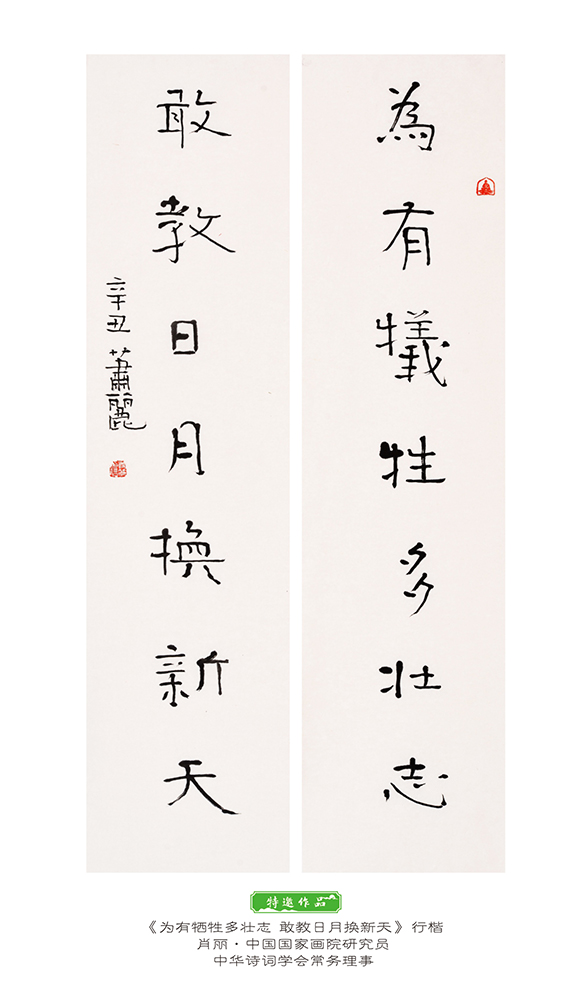 為有犧牲多壯志
敢教日月換新天
辛丑 蕭麗
特邀作品
《为有牺牲多壮志 敢教日月换新天》行楷
肖丽·中国国家画院研究员
中华诗词学会常务理事